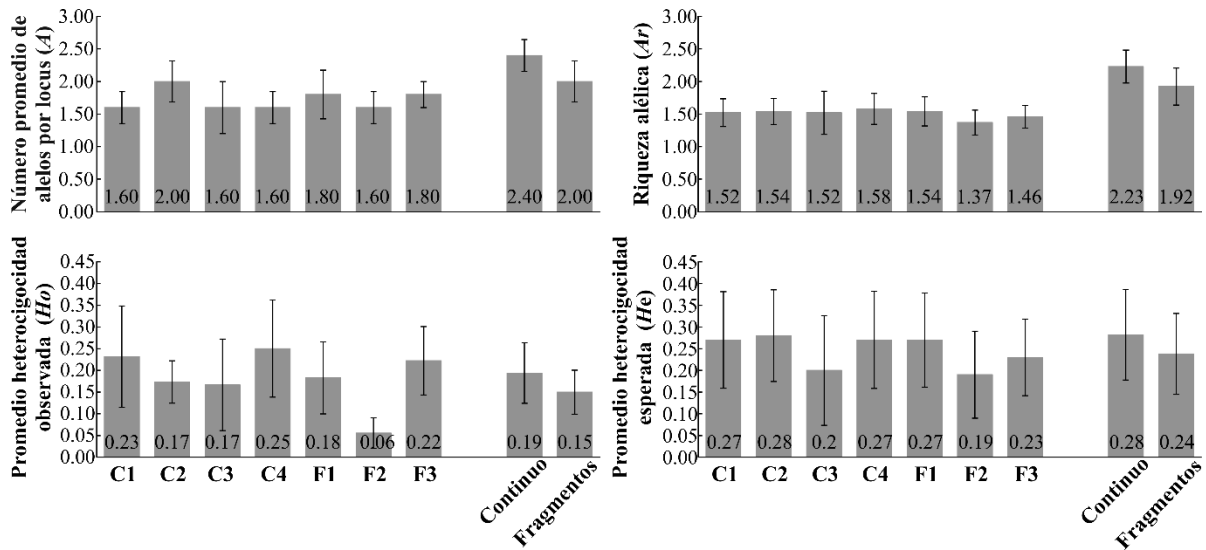 Número promedio de
alelos por locus (A)
3.00
2.50
2.00
1.50
1.00
0.50
0.00
1.60 2.00 1.60 1.60 1.80 1.60 1.80 2.40 2.00
Riqueza alélica (Ar)
3.00
2.50
2.00
1.50
1.00
0.50
0.00
1.52 1.54 1.52 1.58 1.54 1.37 1.46 2.23 1.92
Promedio heterocigocidad
observada (Ho)
0.45
0.40
0.35
0.30
0.25
0.20
0.15
0.10
0.05
0.00
0.23 0.17 0.17 0.25 0.18 0.06 0.22 0.19 0.15
C1 C2 C3 C4 F1 F2 F3 Continuo Fragmentos
Promedio heterocigocidad
esperada (He)
0.45
0.40
0.35
0.30
0.25
0.20
0.15
0.10
0.05
0.00
0.27 0.28 0.2 0.27 0.27 0.19 0.23 0.28 0.24
C1 C2 C3 C4 F1 F2 F3 Continuo Fragmentos